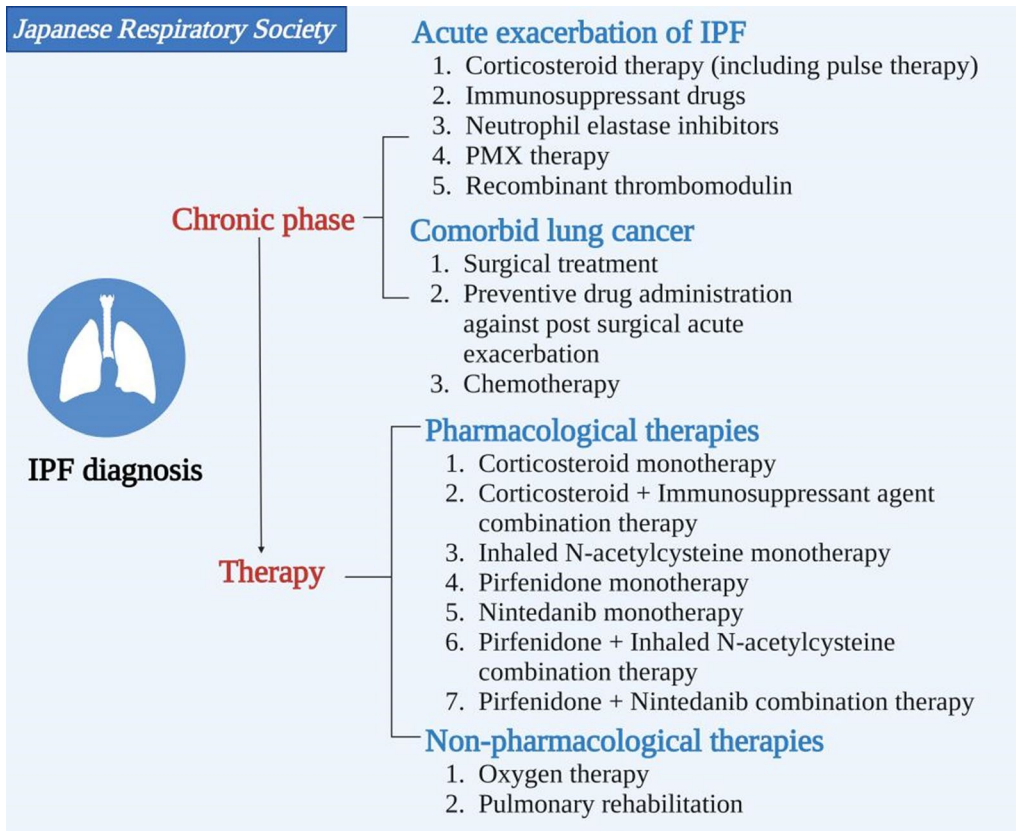 Japanese Respiratory Society
Acute exacerbation of IPF
1. Corticosteroid therapy (including pulse therapy)
2. Immunosuppressant drugs
3. Neutrophil elastase inhibitors
4. PMX therapy
5. Recombinant thrombomodulin
Chronic phase
Comorbid lung cancer
1. Surgical treatment
2. Preventive drug administration
against post surgical acute
exacerbation
3. Chemotherapy
IPF diagnosis
Therapy
Pharmacological therapies
1. Corticosteroid monotherapy
2. Corticosteroid + Immunosuppressant agent
combination therapy
3. Inhaled N-acetylcysteine monotherapy
4. Pirfenidone monotherapy
5. Nintedanib monotherapy
6. Pirfenidone + Inhaled N-acetylcysteine
combination therapy
7. Pirfenidone + Nintedanib combination therapy
Non-pharmacological therapies
1. Oxygen therapy
2. Pulmonary rehabilitation